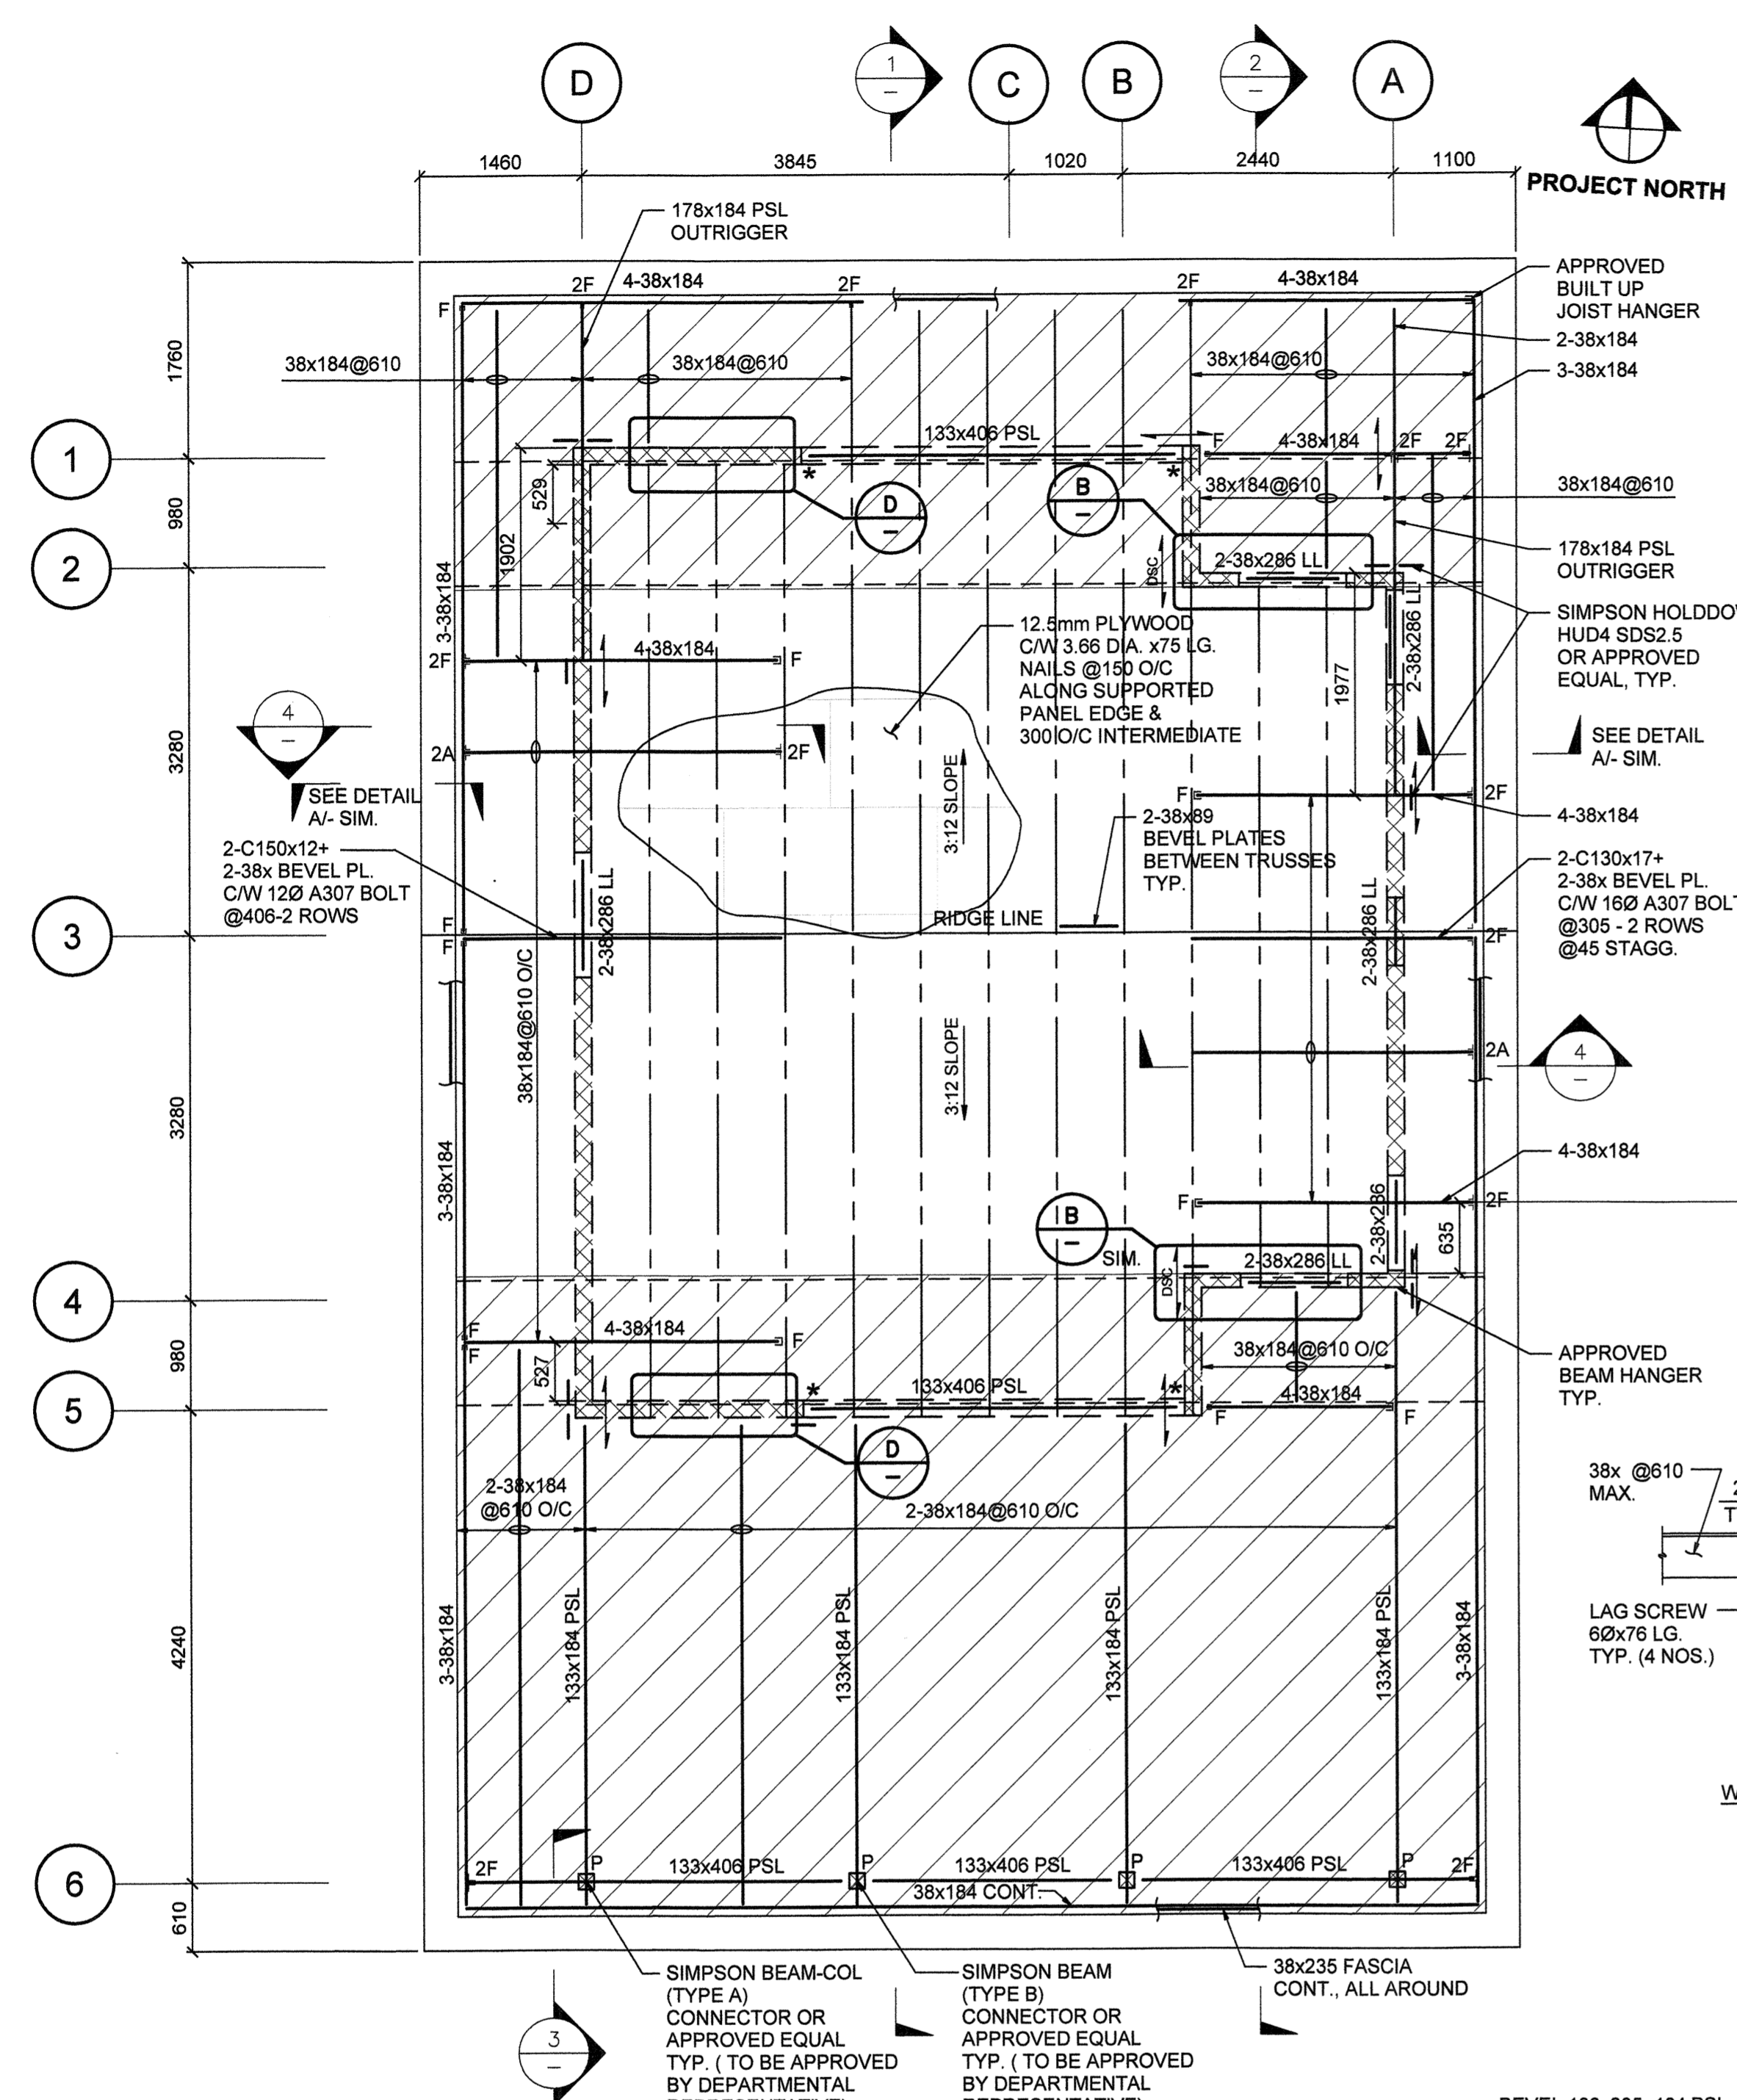 D
1
–
C
B
2
–
A
1460
3845
1020
2440
1100
PROJECT NORTH
178x184 PSL
OUTRIGGER
2F
4-38x184
2F
2F
4-38x184
F
APPROVED
BUILT UP
JOIST HANGER
2-38x184
3-38x184
1760
38x184@610
38x184@610
38x184@610
1
133x406 PSL
F
4-38x184
2F
2F
*
*
980
529
D
–
B
–
38x184@610
38x184@610
2
1902
DSC
2-38x286 LL
178x184 PSL
OUTRIGGER
3-38x184
12.5mm PLYWOOD
C/W 3.66 DIA. x75 LG.
NAILS @150 O/C
ALONG SUPPORTED
PANEL EDGE &
300 O/C INTERMEDIATE
1977
2-38x286 LL
HUD4 SDS2.5
OR APPROVED
EQUAL, TYP.
SIMPSON
2F
4-38x184
F
4
–
3280
2A
2F
3:12 SLOPE
SEE DETAIL
A/- SIM.
SEE DETAIL
A/- SIM.
F
2F
4-38x184
2-C150x12+
2-38x BEVEL PL.
C/W 12Ø A307 BOLT
@406-2 ROWS
2-38x89
BEVEL PLATES
BETWEEN TRUSSES
TYP.
2-C130x17+
2-38x BEVEL PL.
C/W 16Ø A307 BOLT
@305 - 2 ROWS
@45 STAGG.
2-38x286 LL
2-38x286 LL
RIDGE LINE
3
F
F
2F
38x184@610 O/C
3:12 SLOPE
2A
4
–
3280
3-38x184
4-38x184
F
2F
B
–
SIM.
2-38x286
635
4
DSC
2-38x286 LL
F
F
4-38x184
F
980
527
38x184@610 O/C
APPROVED
BEAM HANGER
TYP.
5
*
133x406 PSL
*
F
4-38x184
F
D
–
2-38x184
@610 O/C
2-38x184@610 O/C
38x @610
MAX.
4240
3-38x184
133x184 PSL
133x184 PSL
133x184 PSL
133x184 PSL
3-38x184
LAG SCREW
6Øx76 LG.
TYP. (4 NOS.)
6
2F
P
133x406 PSL
P
133x406 PSL
133x406 PSL
P
2F
38x184 CONT.
610
SIMPSON BEAM-COL
(TYPE A)
CONNECTOR OR
APPROVED EQUAL
TYP. ( TO BE APPROVED
BY DEPARTMENTAL
SIMPSON BEAM
(TYPE B)
CONNECTOR OR
APPROVED EQUAL
TYP. ( TO BE APPROVED
BY DEPARTMENTAL
38x235 FASCIA
CONT., ALL AROUND
3
–